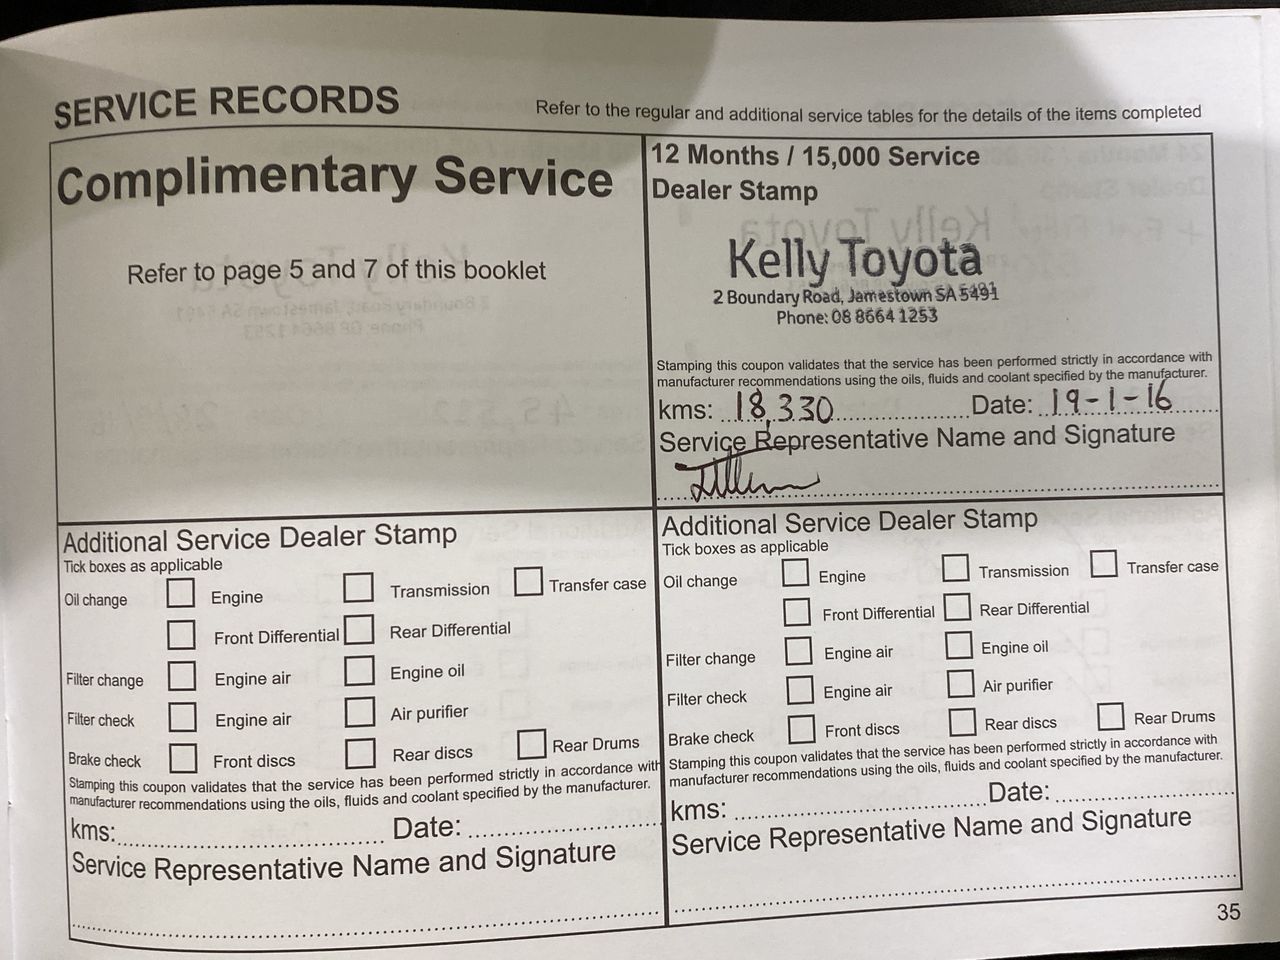 SERVICE RECORDS
Refer to the regular and additional service tables for the details of the items completed
Complimentary Service
Refer to page 5 and 7 of this booklet
12 Months / 15,000 Service
Dealer Stamp
Kelly Toyota
2 Boundary Road, Jamestown SA 5491
Phone: 08 8664 1253
Stamping this coupon validates that the service has been performed strictly in accordance with
manufacturer recommendations using the oils, fluids and coolant specified by the manufacturer.
kms: 18,330 Date: 19-1-16
Service Representative Name and Signature
Additional Service Dealer Stamp
Tick boxes as applicable
Oil change Engine Transmission Transfer case
Front Differential Rear Differential
Filter change Engine air Engine oil
Filter check Engine air Air purifier
Brake check Front discs Rear discs Rear Drums
Stamping this coupon validates that the service has been performed strictly in accordance with
manufacturer recommendations using the oils, fluids and coolant specified by the manufacturer.
kms: Date:
Service Representative Name and Signature
Additional Service Dealer Stamp
Tick boxes as applicable
Oil change Engine Transmission Transfer case
Front Differential Rear Differential
Filter change Engine air Engine oil
Filter check Engine air Air purifier
Brake check Front discs Rear discs Rear Drums
Stamping this coupon validates that the service has been performed strictly in accordance with
manufacturer recommendations using the oils, fluids and coolant specified by the manufacturer.
kms: Date:
Service Representative Name and Signature
35